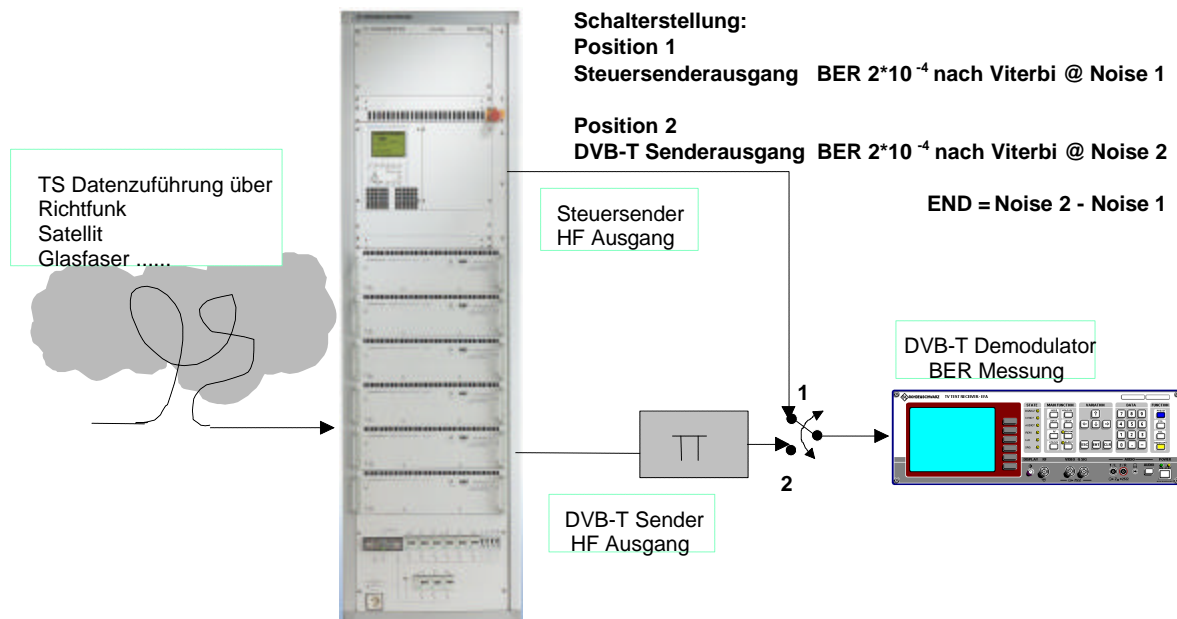 Schalterstellung:
Position 1
Steuersenderausgang BER 2*10 -4 nach Viterbi @ Noise 1
Position 2
DVB-T Senderausgang BER 2*10 -4 nach Viterbi @ Noise 2
END = Noise 2 - Noise 1
TS Datenzuführung über
Richtfunk
Satellit
Glasfaser ......
Steuersender
HF Ausgang
DVB-T Demodulator
BER Messung
1
2
DVB-T Sender
HF Ausgang